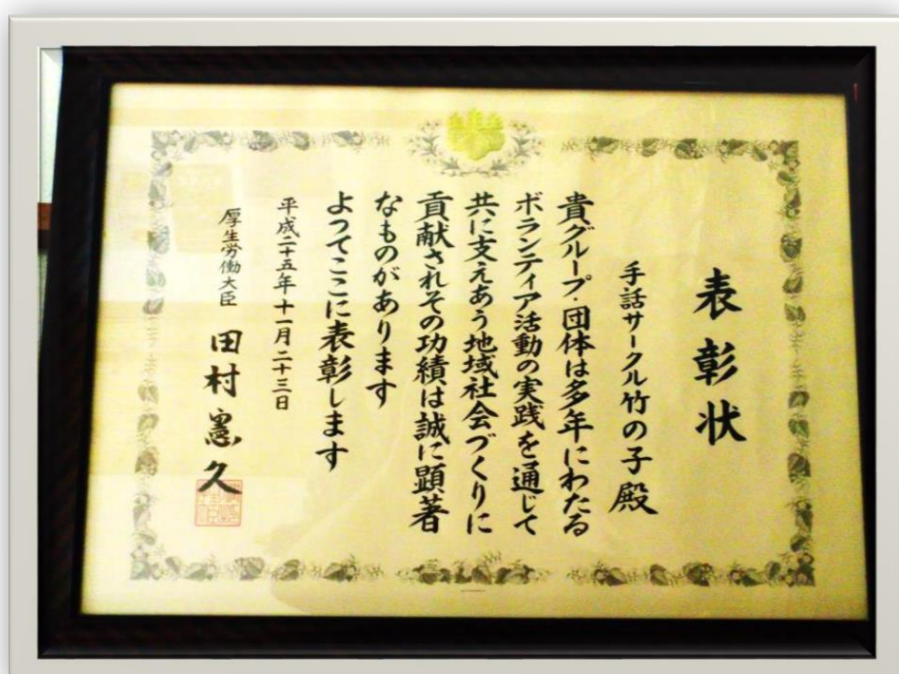 表彰状
手話サークル竹の子殿
貴グループ・団体は多年にわたる
ボランティア活動の実践を通じて
共に支えあう地域社会づくりに
貢献されその功績は誠に顕著
なものがあります
よってここに表彰します
平成二十五年十一月二十三日
厚生労働大臣 田村憲久